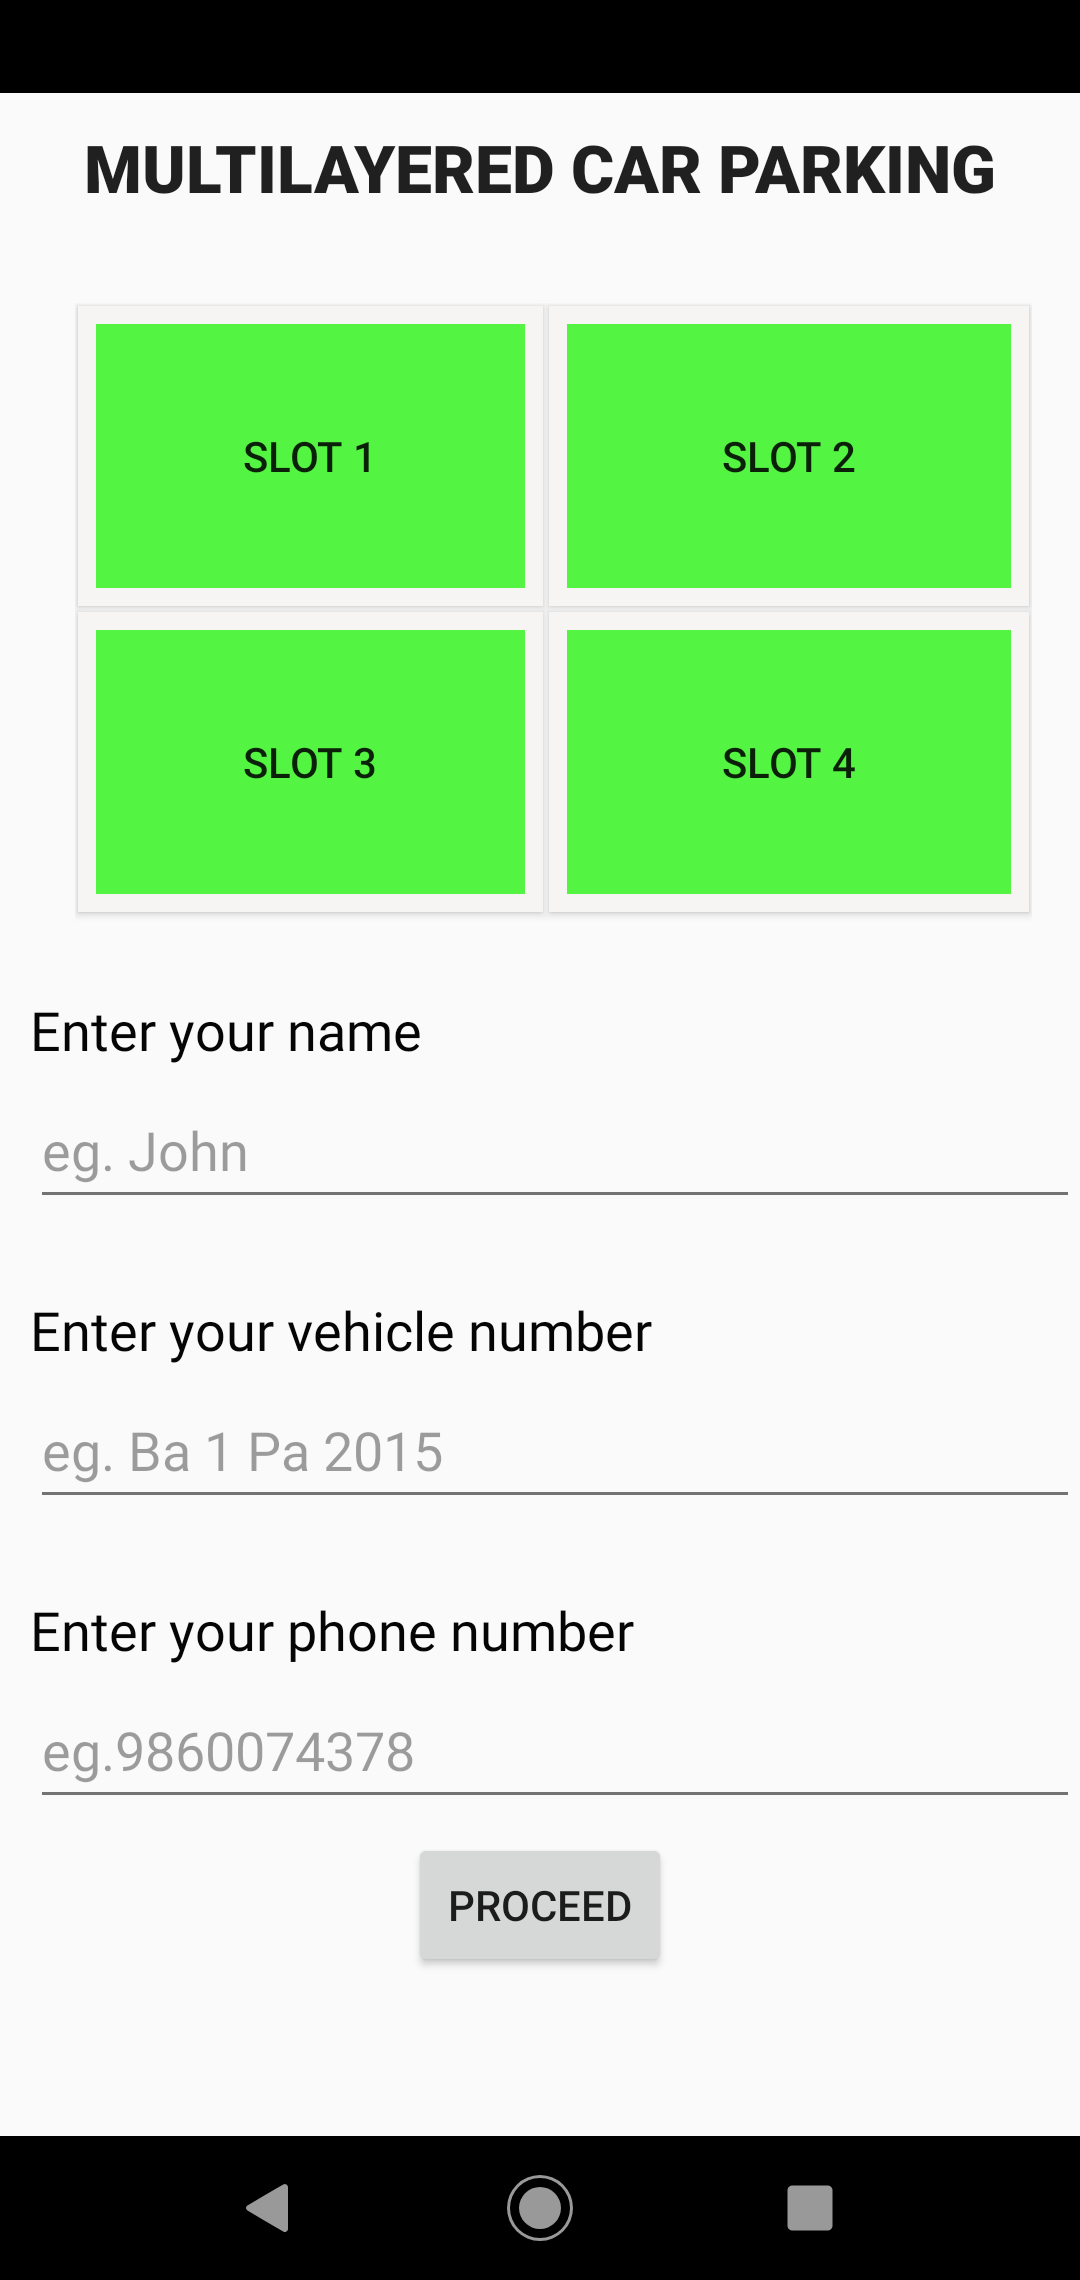 MULTILAYERED CAR PARKING
SLOT 1
SLOT 2
SLOT 3
SLOT 4
Enter your name
eg. John
Enter your vehicle number
eg. Ba 1 Pa 2015
Enter your phone number
eg.9860074378
PROCEED